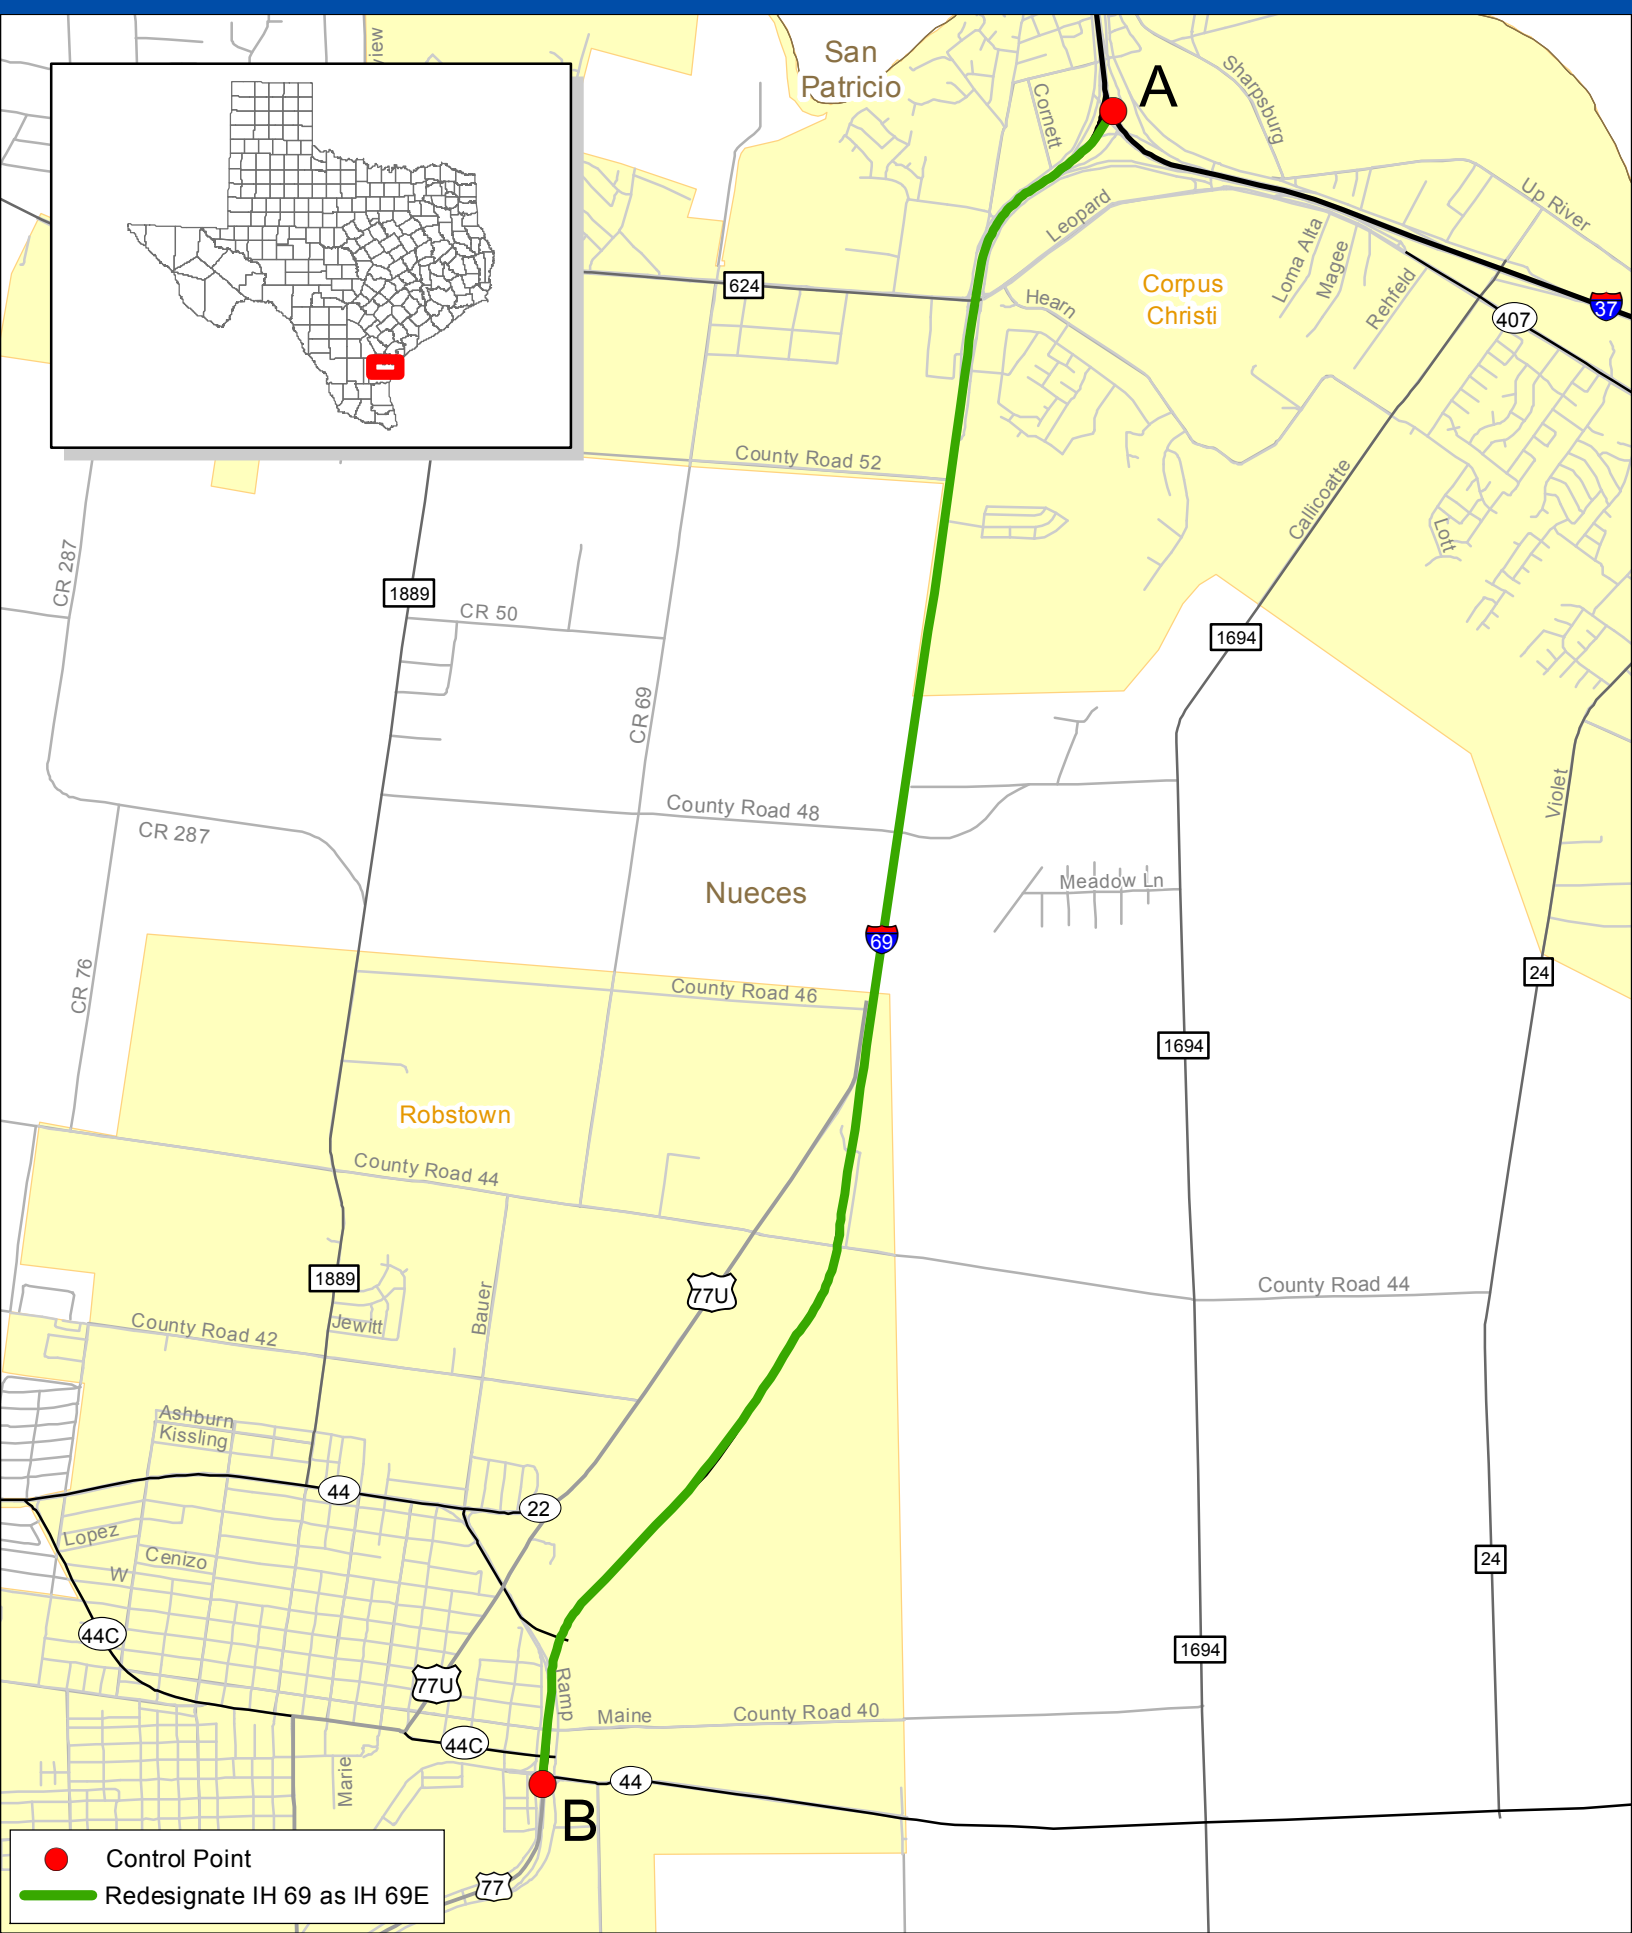 view
San
Patricio
A
Cornett
Sharpsburg
Up River
Leopard
Loma Alta
Magee
Rehfeld
624
Hearn
Corpus
Christi
37
407
County Road 52
Callicoatte
Lott
CR 287
1889
CR 50
1694
CR 69
Violet
County Road 48
CR 287
Meadow Ln
Nueces
69
CR 76
24
County Road 46
1694
Robstown
County Road 44
1889
77U
County Road 44
Bauer
County Road 42
Jewitt
Ashburn
Kissling
44
22
Lopez
Cenizo
W
24
44C
1694
77U
Ramp
Maine
County Road 40
44C
Marie
44
B
77
Control Point
Redesignate IH 69 as IH 69E